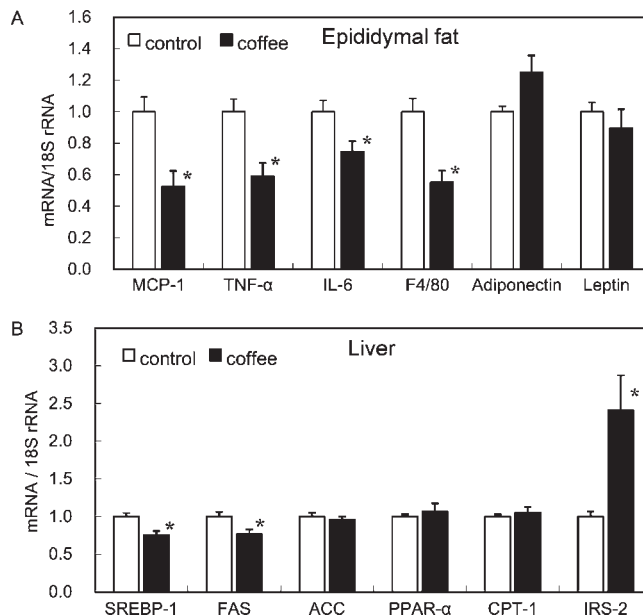 A
1.6
1.4
1.2
1.0
0.8
0.6
0.4
0.2
0.0
mRNA/18S rRNA
control coffee
Epididymal fat
* * * *
MCP-1 TNF-α IL-6 F4/80 Adiponectin Leptin
B
3.5
3.0
2.5
2.0
1.5
1.0
0.5
0.0
mRNA / 18S rRNA
control coffee
Liver
* * *
SREBP-1 FAS ACC PPAR-α CPT-1 IRS-2